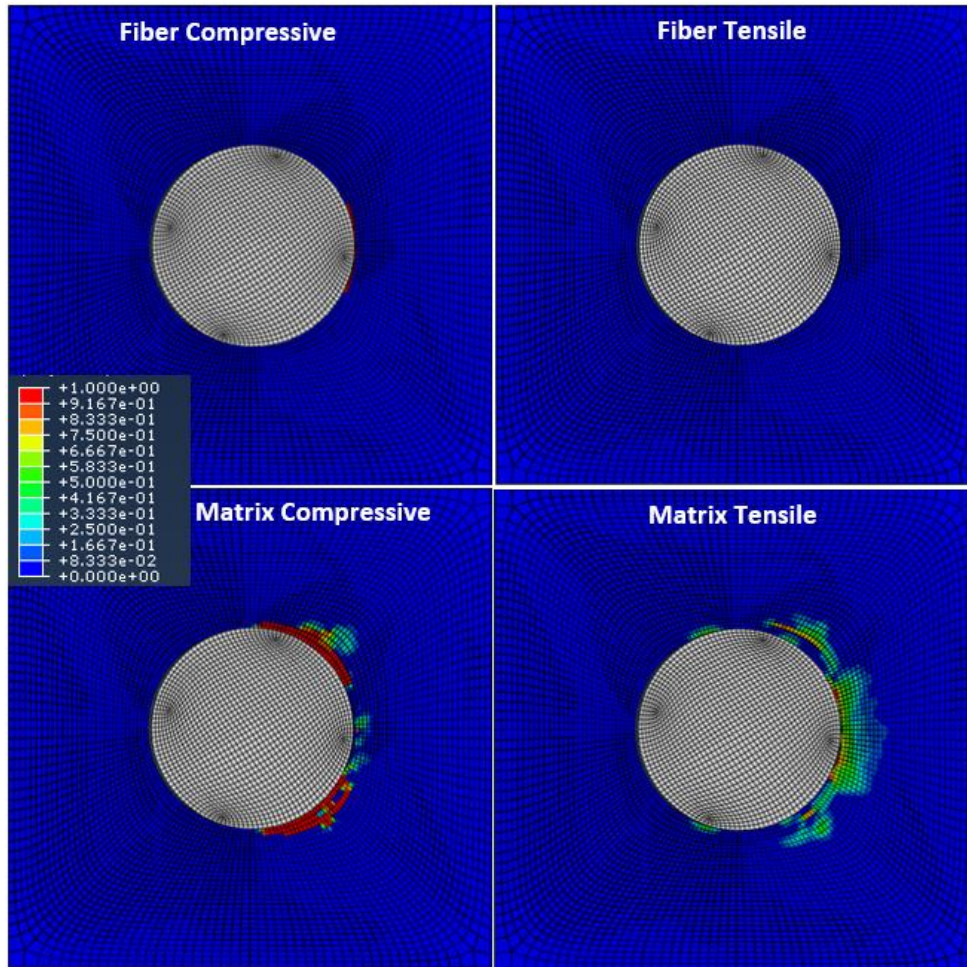 Fiber Compressive
Fiber Tensile
+1.000e+00
+9.167e-01
+8.333e-01
+7.500e-01
+6.667e-01
+5.833e-01
+5.000e-01
+4.167e-01
+3.333e-01
+2.500e-01
+1.667e-01
+8.333e-02
+0.000e+00
Matrix Compressive
Matrix Tensile